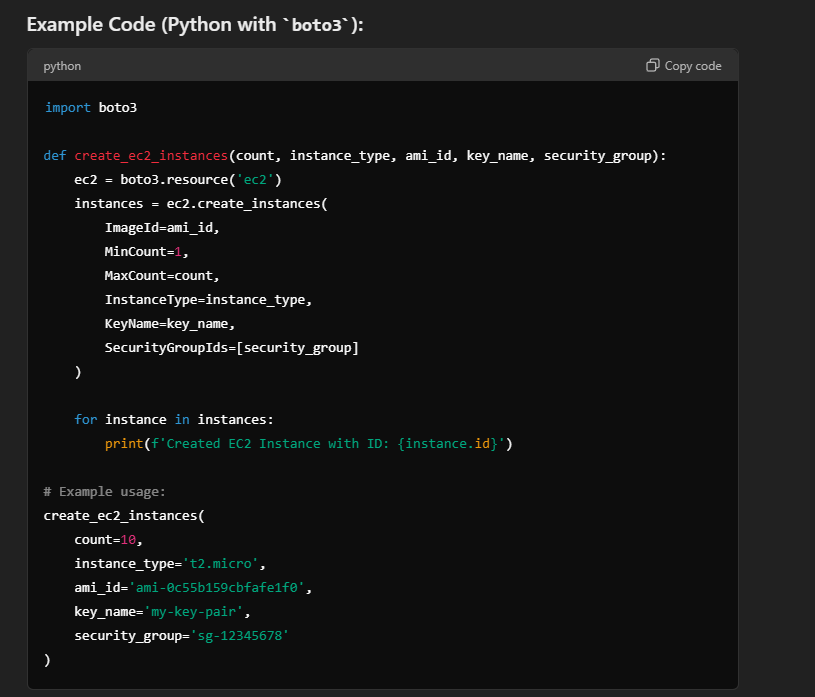 Example Code (Python with `boto3`):
python
Copy code
import boto3
def create_ec2_instances(count, instance_type, ami_id, key_name, security_group):
    ec2 = boto3.resource('ec2')
    instances = ec2.create_instances(
        ImageId=ami_id,
        MinCount=1,
        MaxCount=count,
        InstanceType=instance_type,
        KeyName=key_name,
        SecurityGroupIds=[security_group]
    )
    for instance in instances:
        print(f'Created EC2 Instance with ID: {instance.id}')
# Example usage:
create_ec2_instances(
    count=10,
    instance_type='t2.micro',
    ami_id='ami-0c55b159cbfafe1f0',
    key_name='my-key-pair',
    security_group='sg-12345678'
)